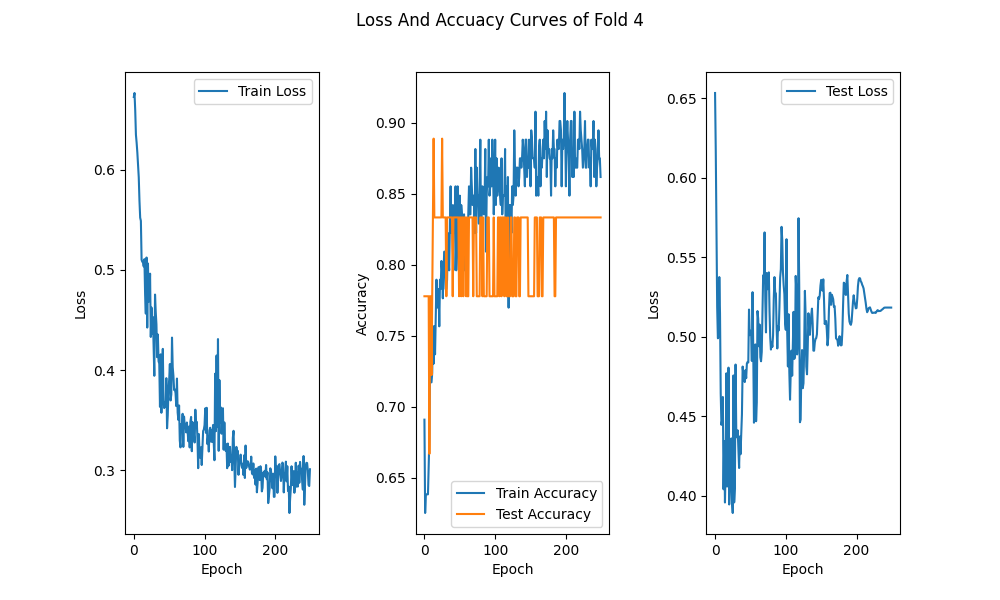 Loss And Accuacy Curves of Fold 4
Train Loss
0.6
0.5
0.4
0.3
Loss
0 100 200
Epoch
0.90
0.85
0.80
0.75
0.70
0.65
Accuracy
Train Accuracy
Test Accuracy
0 100 200
Epoch
Test Loss
0.65
0.60
0.55
0.50
0.45
0.40
Loss
0 100 200
Epoch